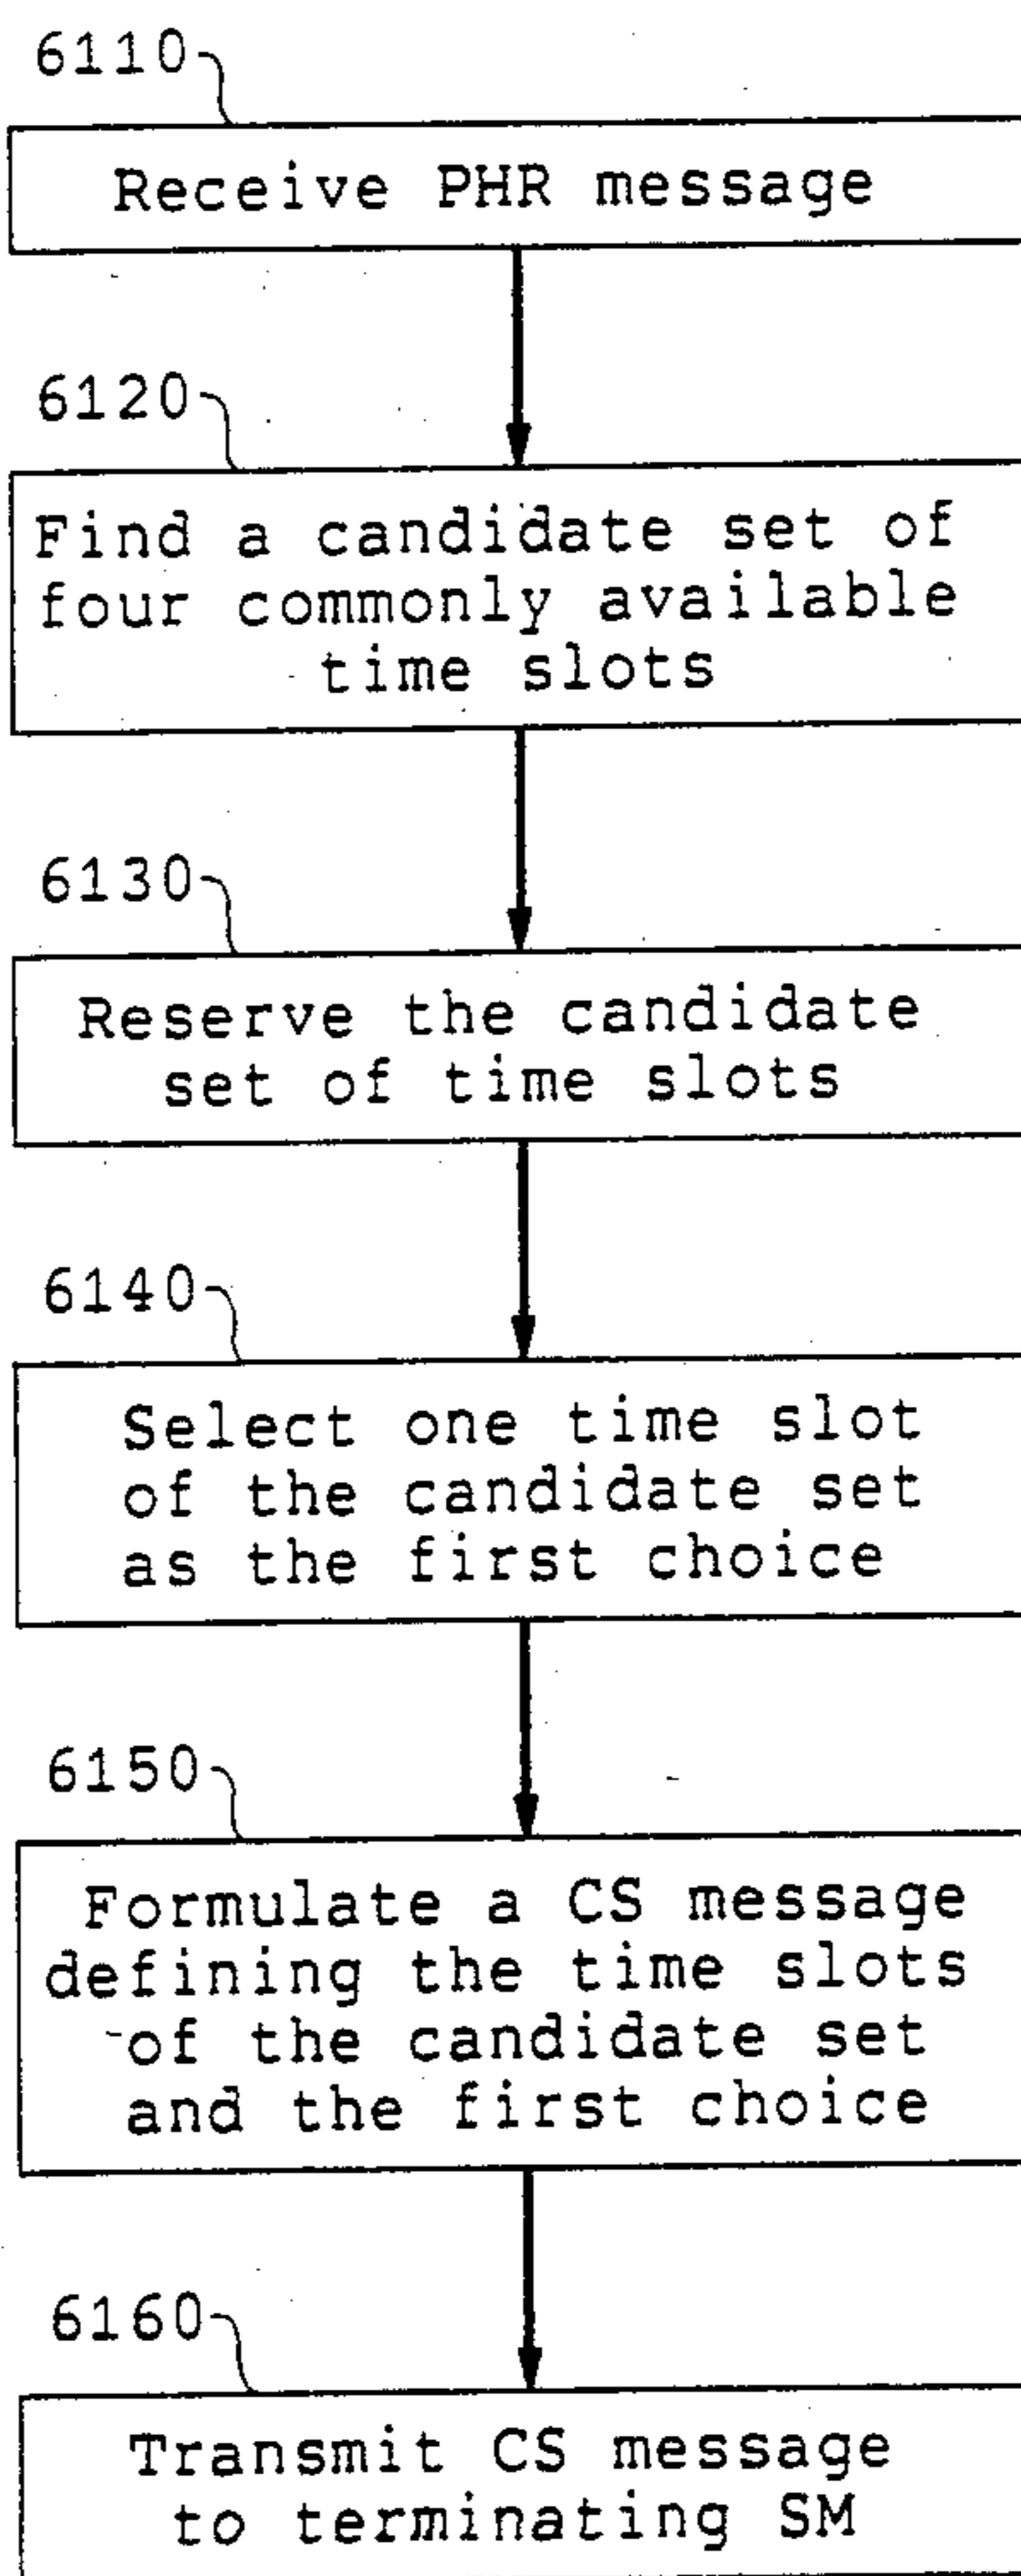 6110
Receive PHR message
6120
Find a candidate set of
four commonly available
time slots
6130
Reserve the candidate
set of time slots
6140
Select one time slot
of the candidate set
as the first choice
6150
Formulate a CS message
defining the time slots
of the candidate set
and the first choice
6160
Transmit CS message
to terminating SM